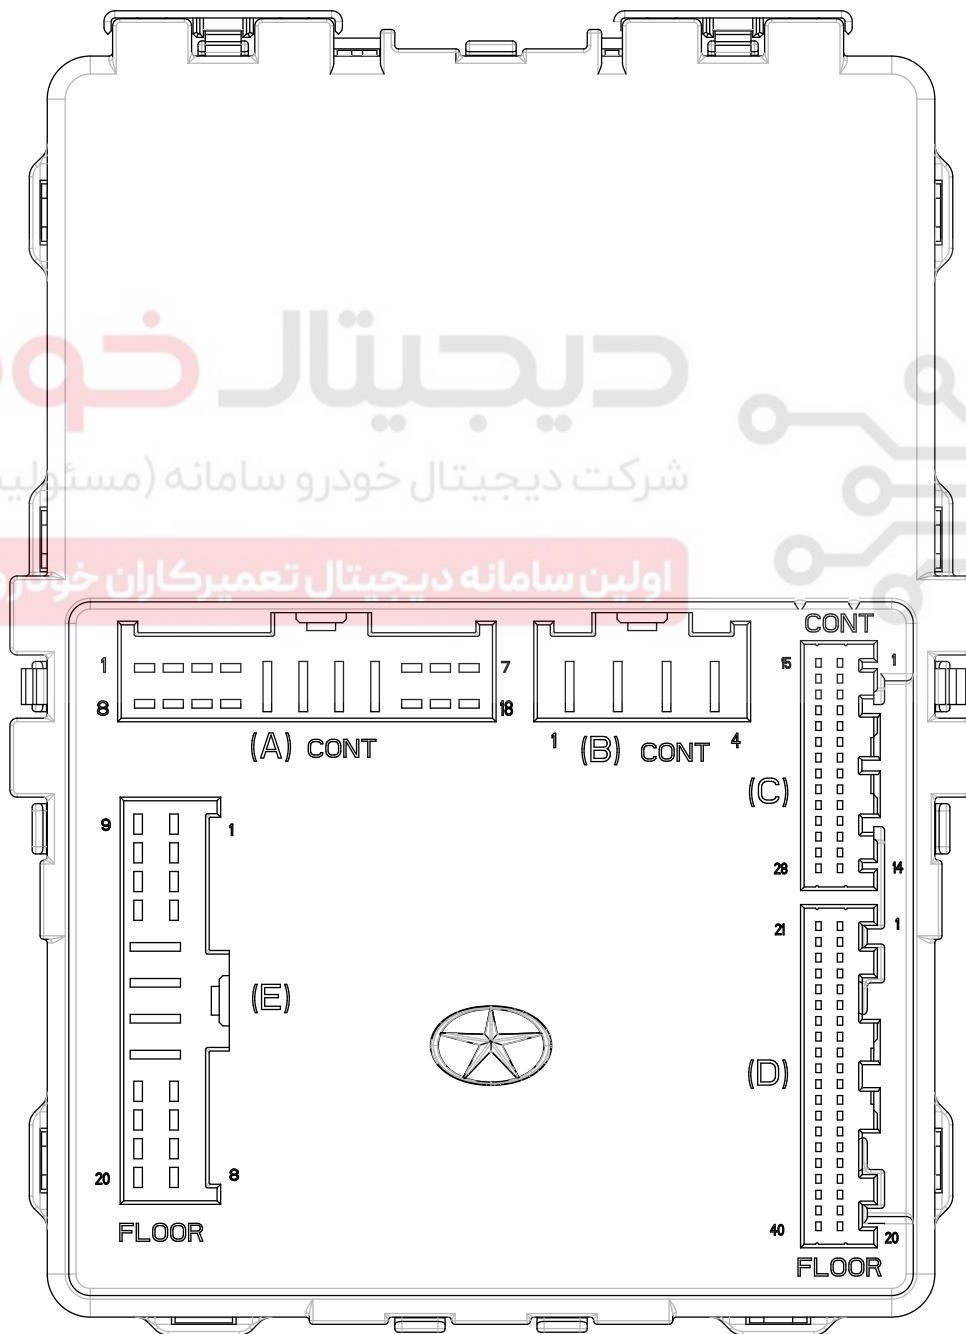 دیجیتال خو
شرکت دیجیتال خودرو سامانه (مسئولی
اولین سامانه دیجیتال تعمیرکاران خودرو
CONT
1 7 15 1
8 18
(A) CONT 1 (B) CONT 4
(C)
9 1
28 14
21 1
(E)
(D)
20 8
FLOOR 40 20
FLOOR